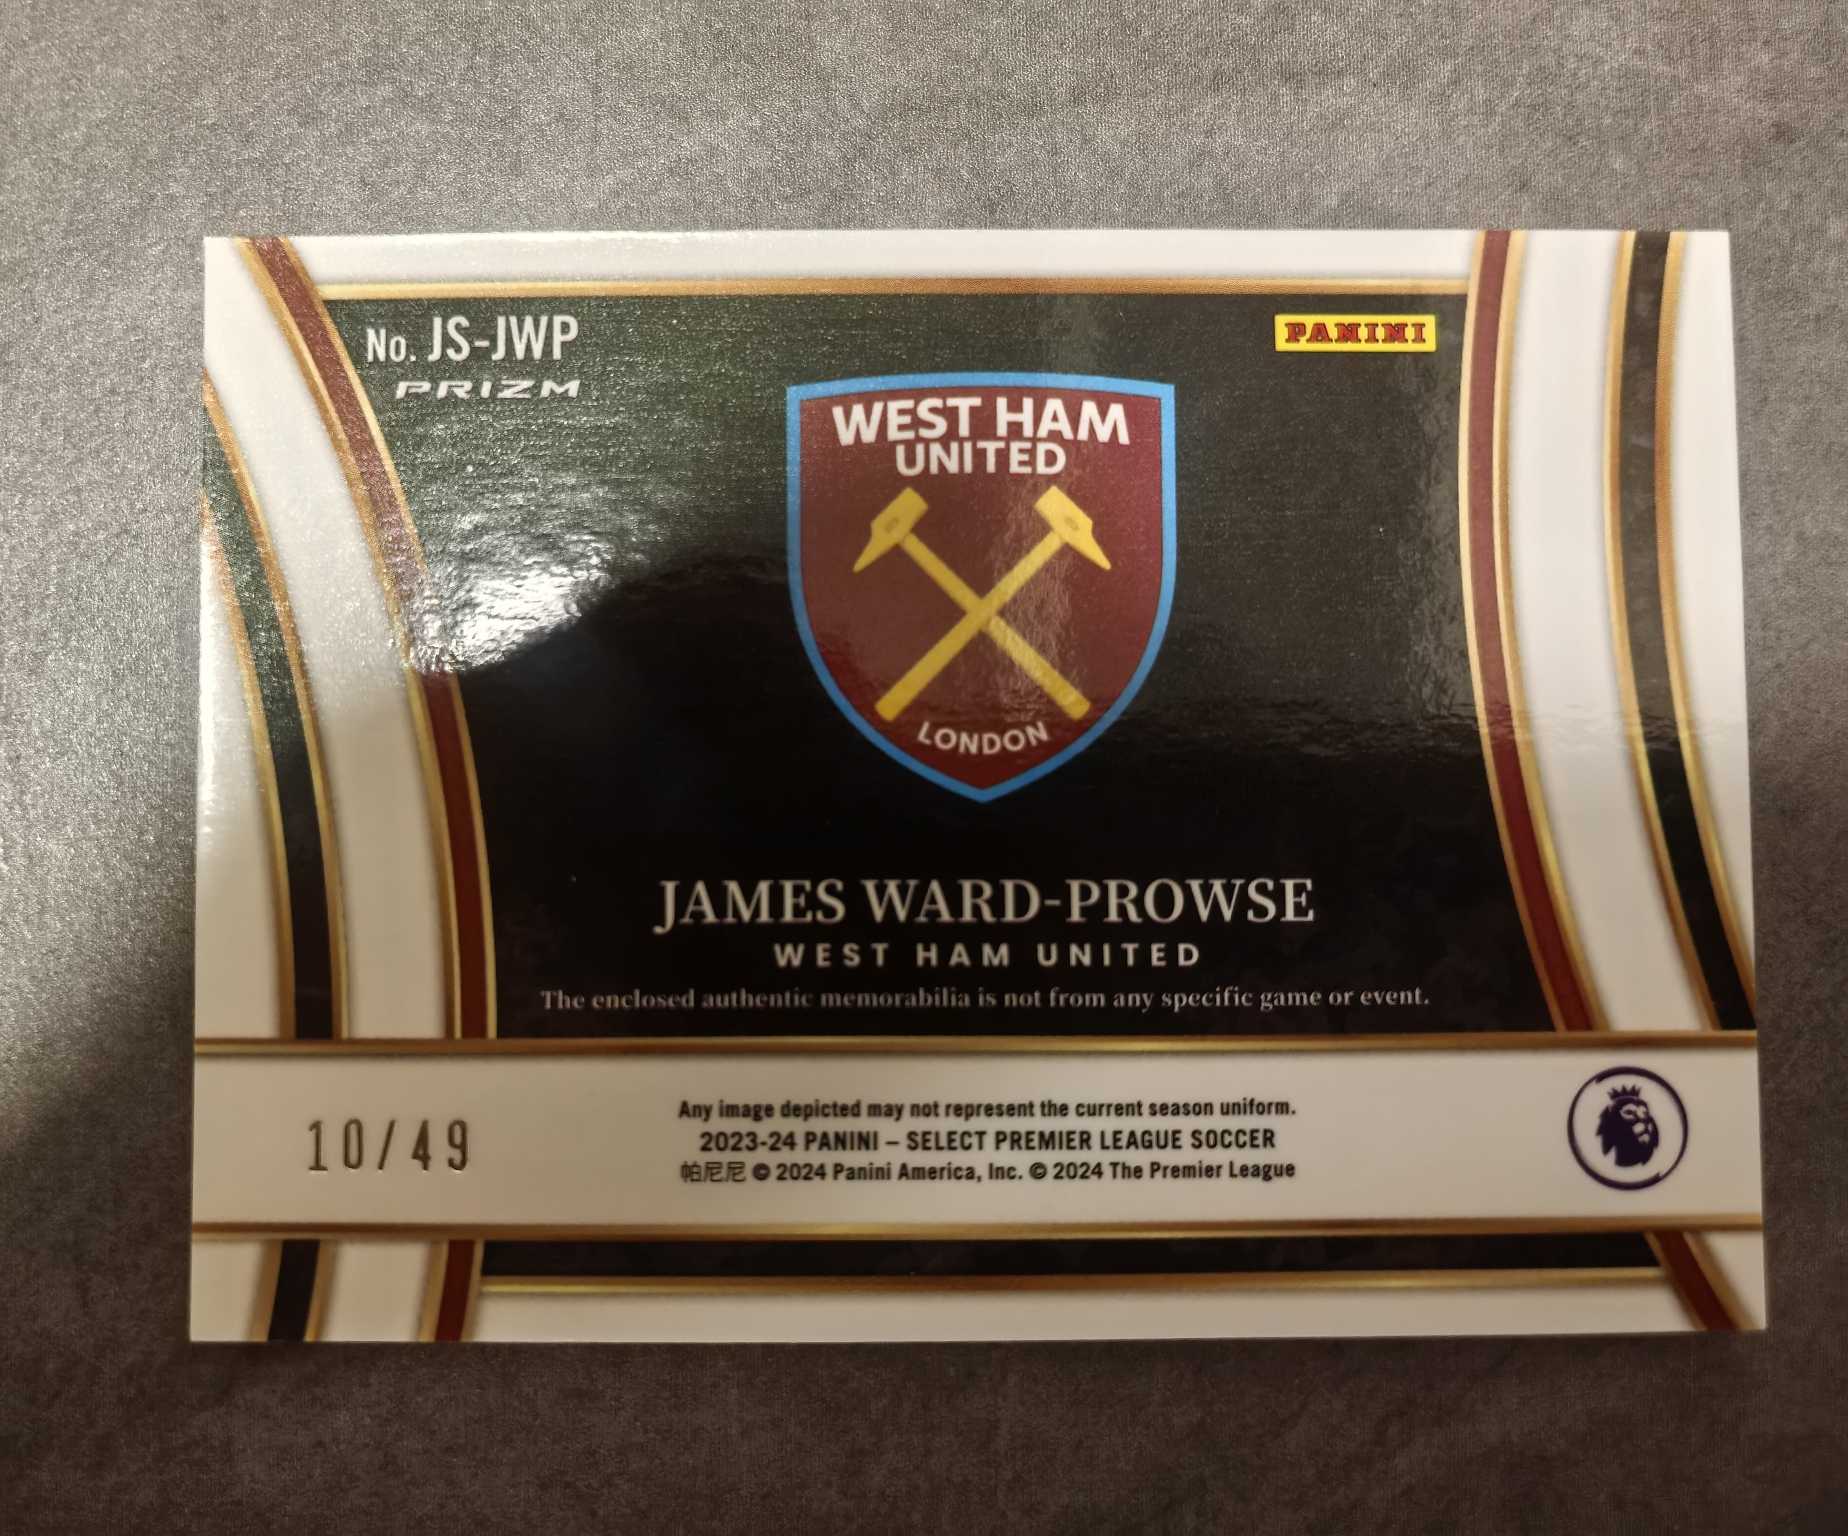 No. JS-JWP
PRIZM
PANINI
WEST HAM
UNITED
LONDON
JAMES WARD-PROWSE
WEST HAM UNITED
The enclosed authentic memorabilia is not from any specific game or event.
10/49
Any image depicted may not represent the current season uniform.
2023-24 PANINI – SELECT PREMIER LEAGUE SOCCER
帕尼尼 © 2024 Panini America, Inc. © 2024 The Premier League